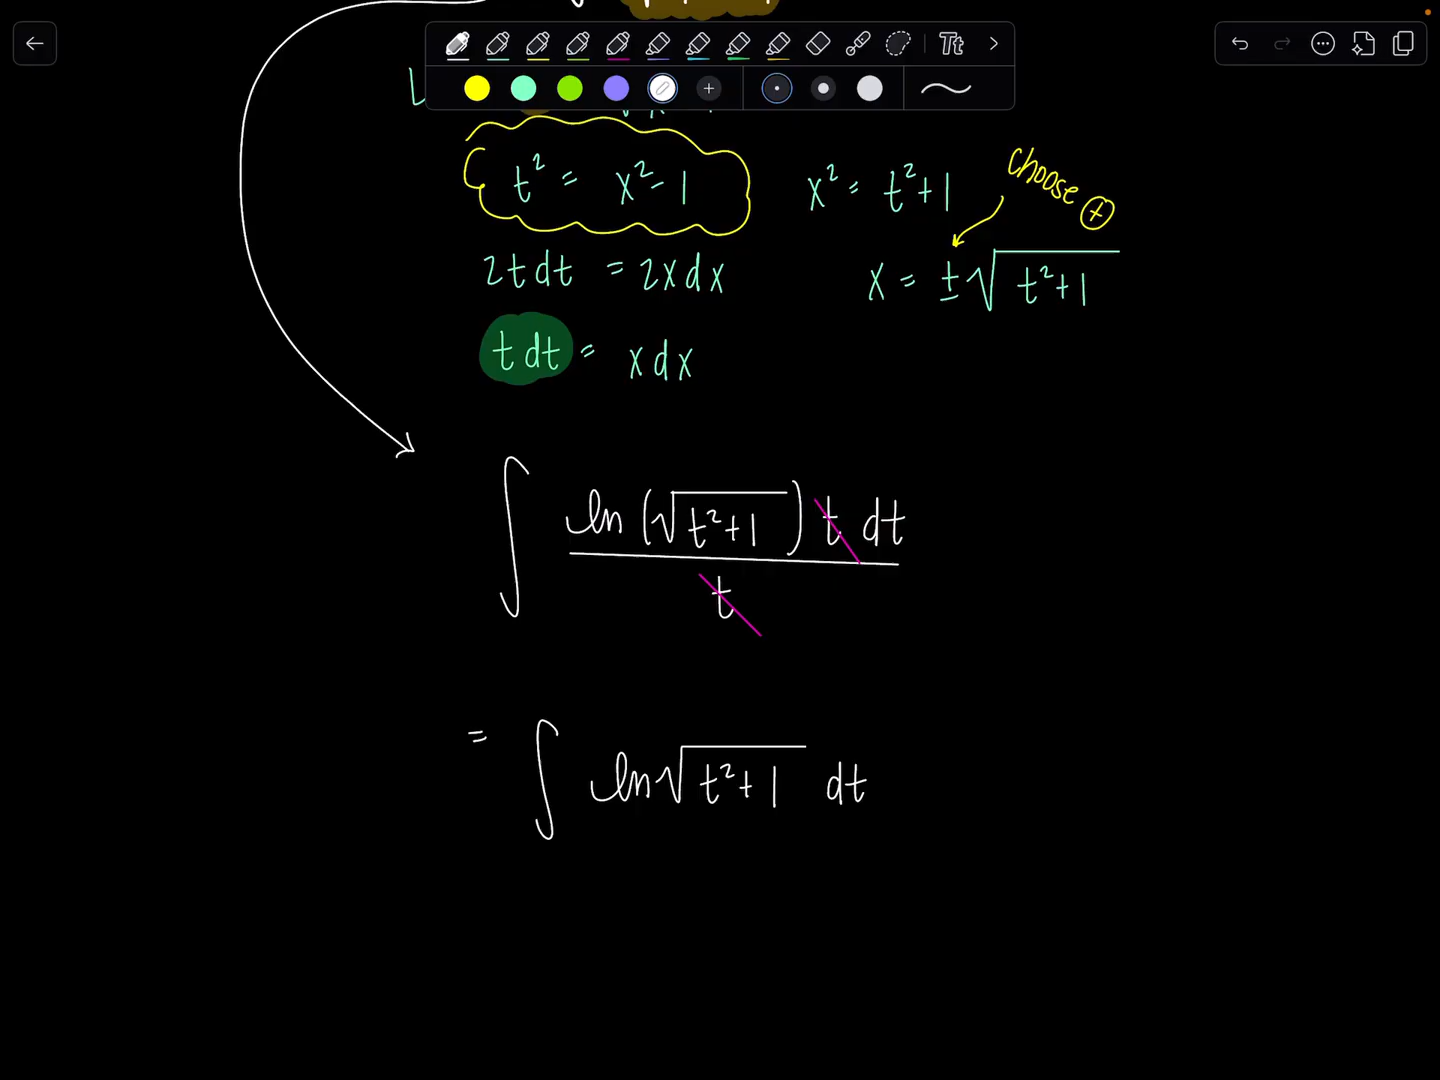 Tt
t² = x² - 1
x² = t² + 1
choose ⊕
2t dt = 2x dx
x = ±√(t² + 1)
t dt = x dx
∫ ln(√(t² + 1)) t dt / t
= ∫ ln√(t² + 1) dt